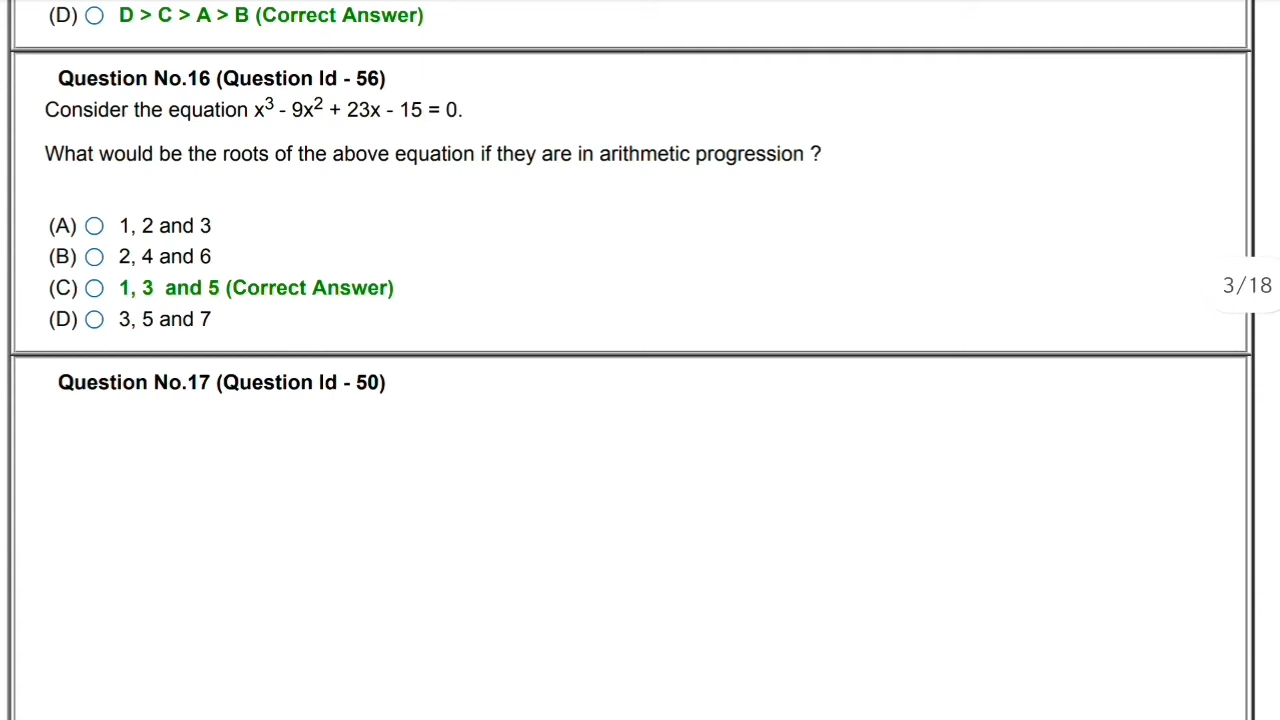 (D) D > C > A > B (Correct Answer)
Question No.16 (Question Id - 56)
Consider the equation x³ - 9x² + 23x - 15 = 0.
What would be the roots of the above equation if they are in arithmetic progression ?
(A) 1, 2 and 3
(B) 2, 4 and 6
(C) 1, 3 and 5 (Correct Answer)
3/18
(D) 3, 5 and 7
Question No.17 (Question Id - 50)